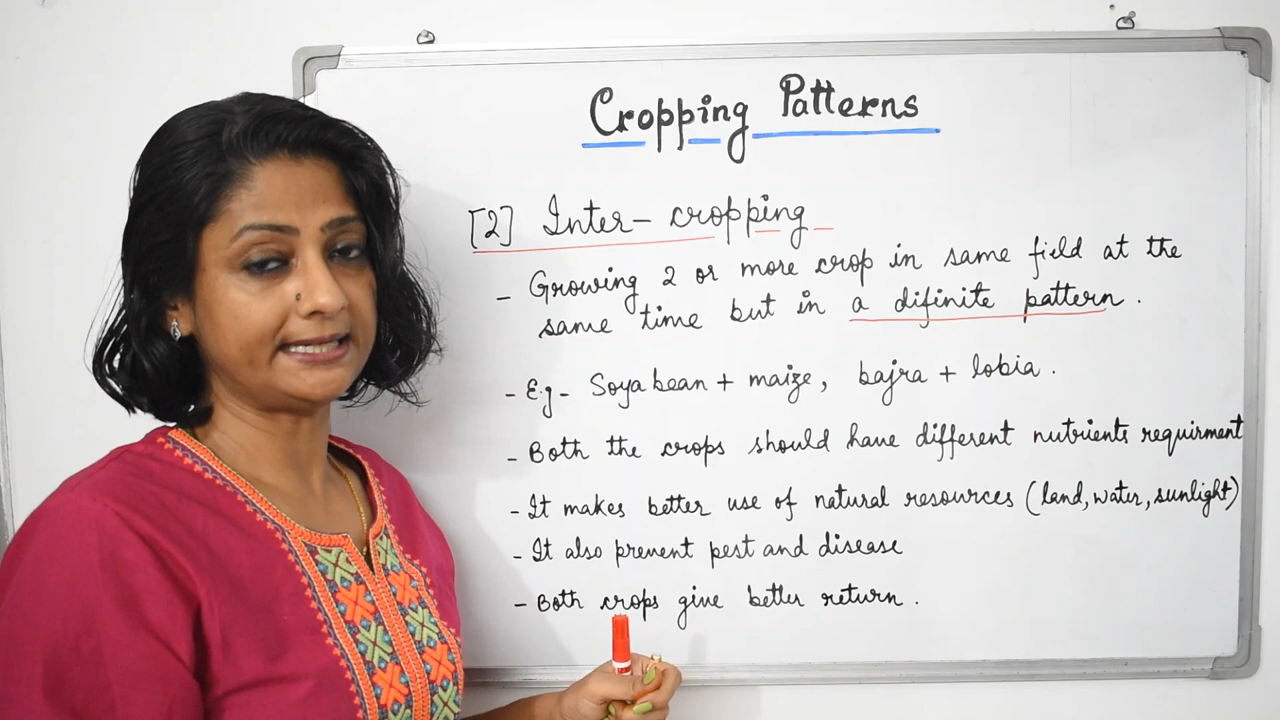 Cropping Patterns
[2] Inter-cropping
- Growing 2 or more crop in same field at the
same time but in a difinite pattern.
- E.g- Soyabean + maize, bajra + lobia.
- Both the crops should have different nutrients requirment
- It makes better use of natural resources (land, water, sunlight)
- It also prevent pest and disease
- Both crops give better return.